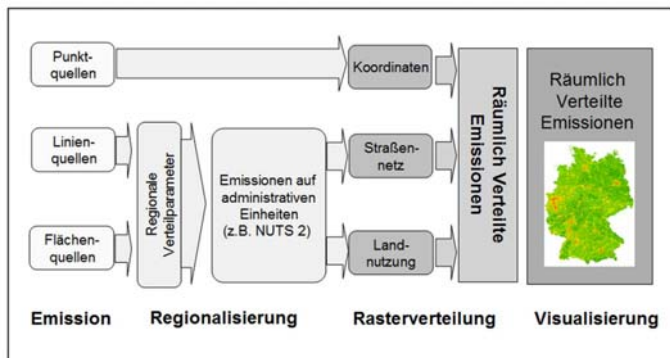 Punkt-
quellen
Koordinaten
Linien-
quellen
Regionale
Verteilparameter
Emissionen auf
administrativen
Einheiten
(z.B. NUTS 2)
Straßen-
netz
Flächen-
quellen
Land-
nutzung
Räumlich Verteilte
Emissionen
Räumlich
Verteilte
Emissionen
Emission
Regionalisierung
Rasterverteilung
Visualisierung